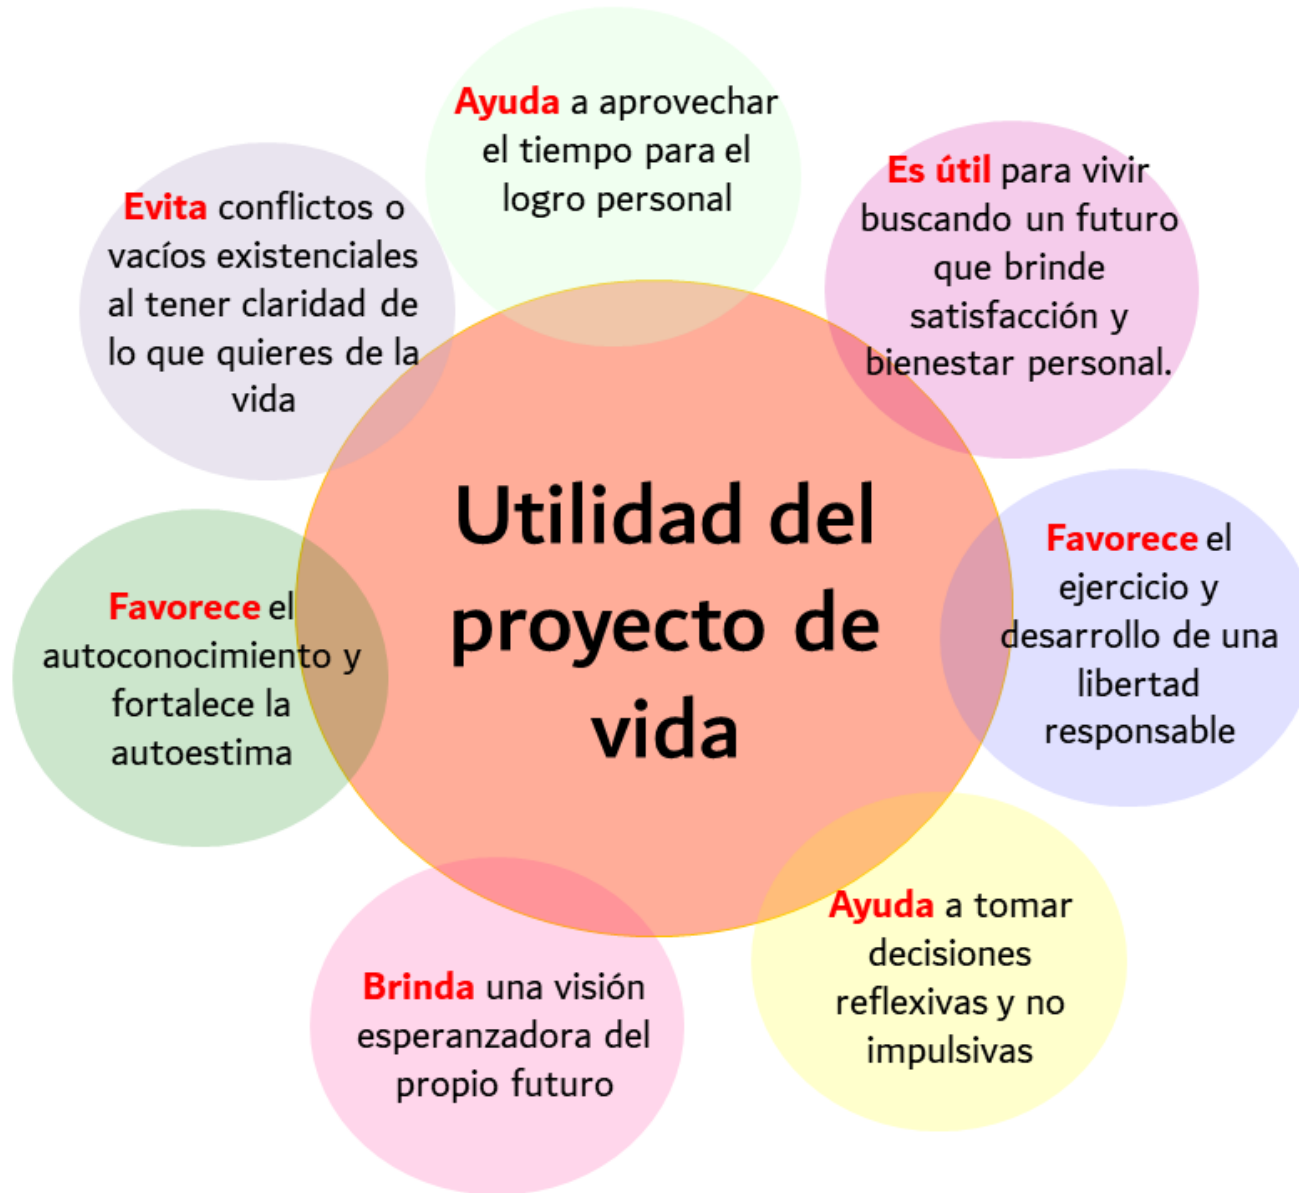 Ayuda a aprovechar
el tiempo para el
logro personal
Es útil para vivir
buscando un futuro
que brinde
satisfacción y
bienestar personal.
Favorece el
ejercicio y
desarrollo de una
libertad
responsable
Ayuda a tomar
decisiones
reflexivas y no
impulsivas
Brinda una visión
esperanzadora del
propio futuro
Favorece el
autoconocimiento y
fortalece la
autoestima
Evita conflictos o
vacíos existenciales
al tener claridad de
lo que quieres de la
vida
Utilidad del
proyecto de
vida